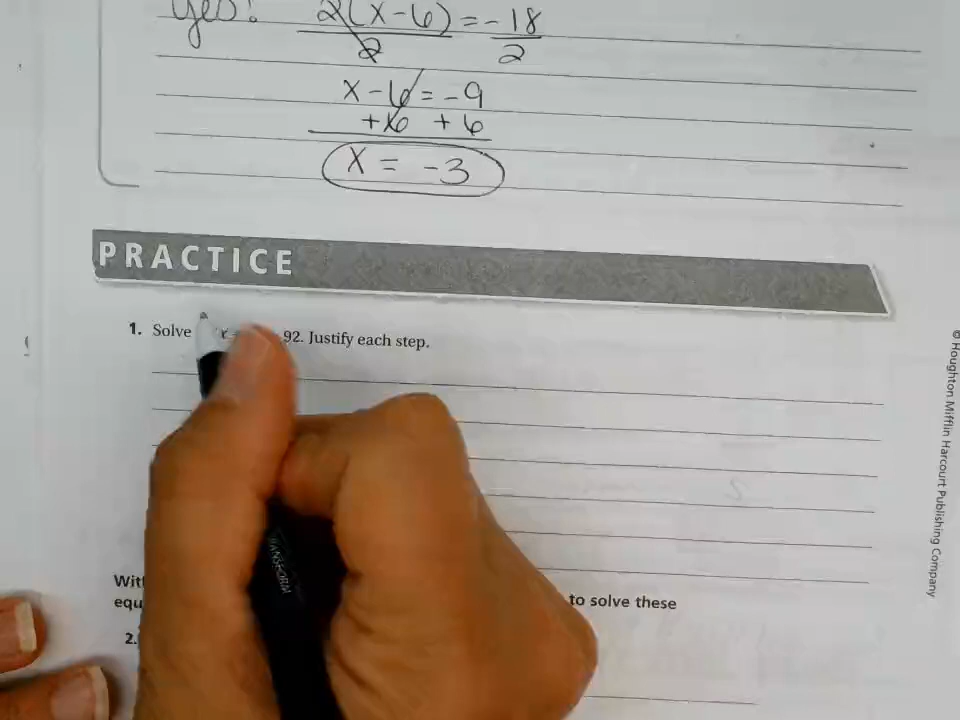 Yes! 2(x-6) = -18
2 2
x-6 = -9
+6 +6
x = -3
PRACTICE
1. Solve 92. Justify each step.
to solve these
2.
© Houghton Mifflin Harcourt Publishing Company